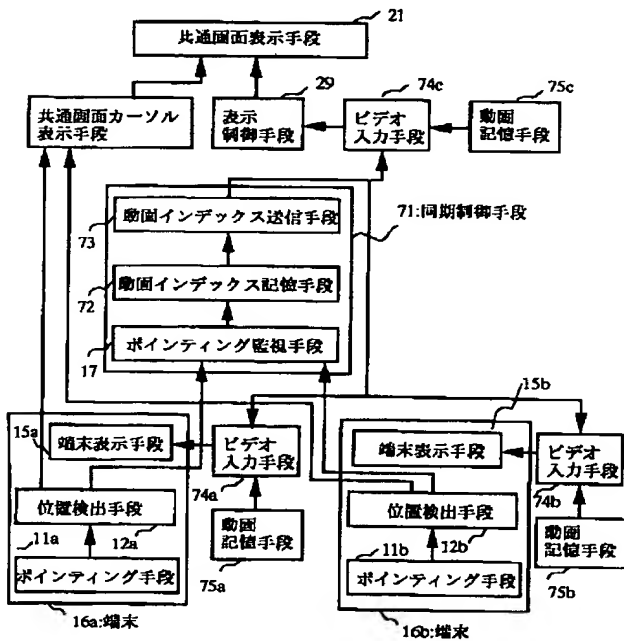 21
共通画面表示手段
29
74c
75c
共通画面カーソル
表示手段
表示
制御手段
ビデオ
入力手段
動画
記憶手段
73
動画インデックス送信手段
71:同期制御手段
72
動画インデックス記憶手段
17
ポインティング監視手段
15a
端末表示手段
ビデオ
入力手段
74a
15b
端末表示手段
ビデオ
入力手段
74b
位置検出手段
12a
11a
ポインティング手段
16a:端末
動画
記憶手段
75a
位置検出手段
12b
11b
ポインティング手段
16b:端末
動画
記憶手段
75b